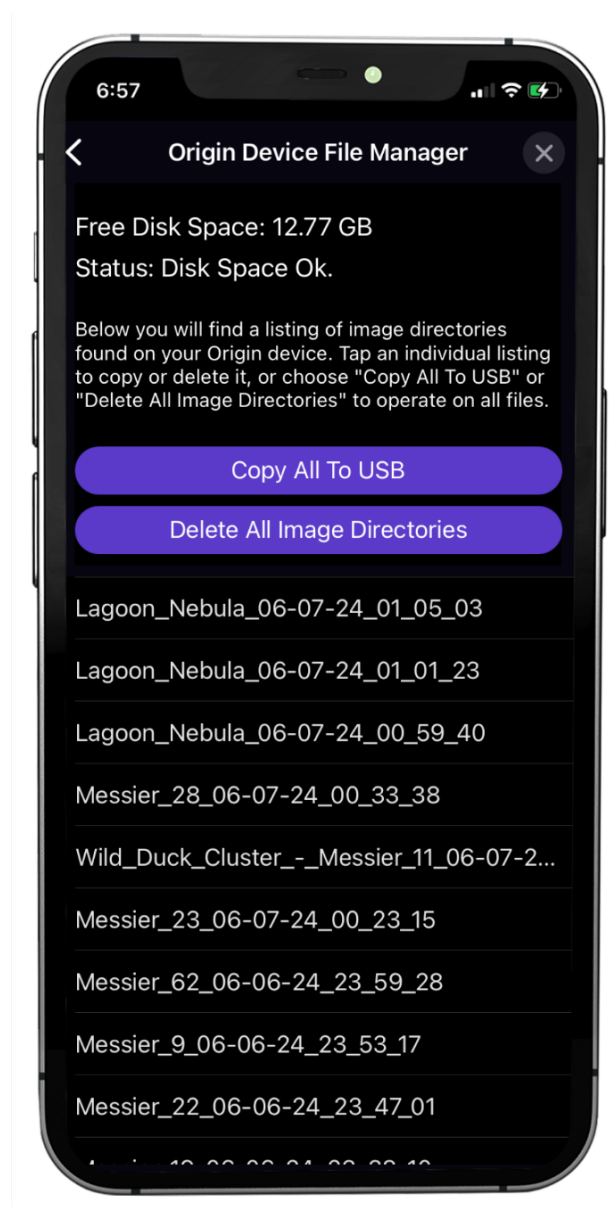 6:57
Origin Device File Manager
Free Disk Space: 12.77 GB
Status: Disk Space Ok.
Below you will find a listing of image directories
found on your Origin device. Tap an individual listing
to copy or delete it, or choose "Copy All To USB" or
"Delete All Image Directories" to operate on all files.
Copy All To USB
Delete All Image Directories
Lagoon_Nebula_06-07-24_01_05_03
Lagoon_Nebula_06-07-24_01_01_23
Lagoon_Nebula_06-07-24_00_59_40
Messier_28_06-07-24_00_33_38
Wild_Duck_Cluster_-_Messier_11_06-07-2...
Messier_23_06-07-24_00_23_15
Messier_62_06-06-24_23_59_28
Messier_9_06-06-24_23_53_17
Messier_22_06-06-24_23_47_01